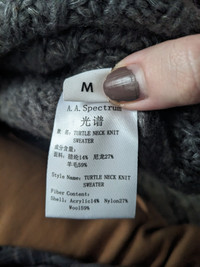 M
A.A.Spectrum
光谱
名 称: TURTLE NECK KNIT
SWEATER
成分含量:
面料: 腈纶14% 尼龙27%
羊毛59%
Style Name: TURTLE NECK KNIT
SWEATER
Fiber Content:
Shell: Acrylic14% Nylon27%
Wool59%